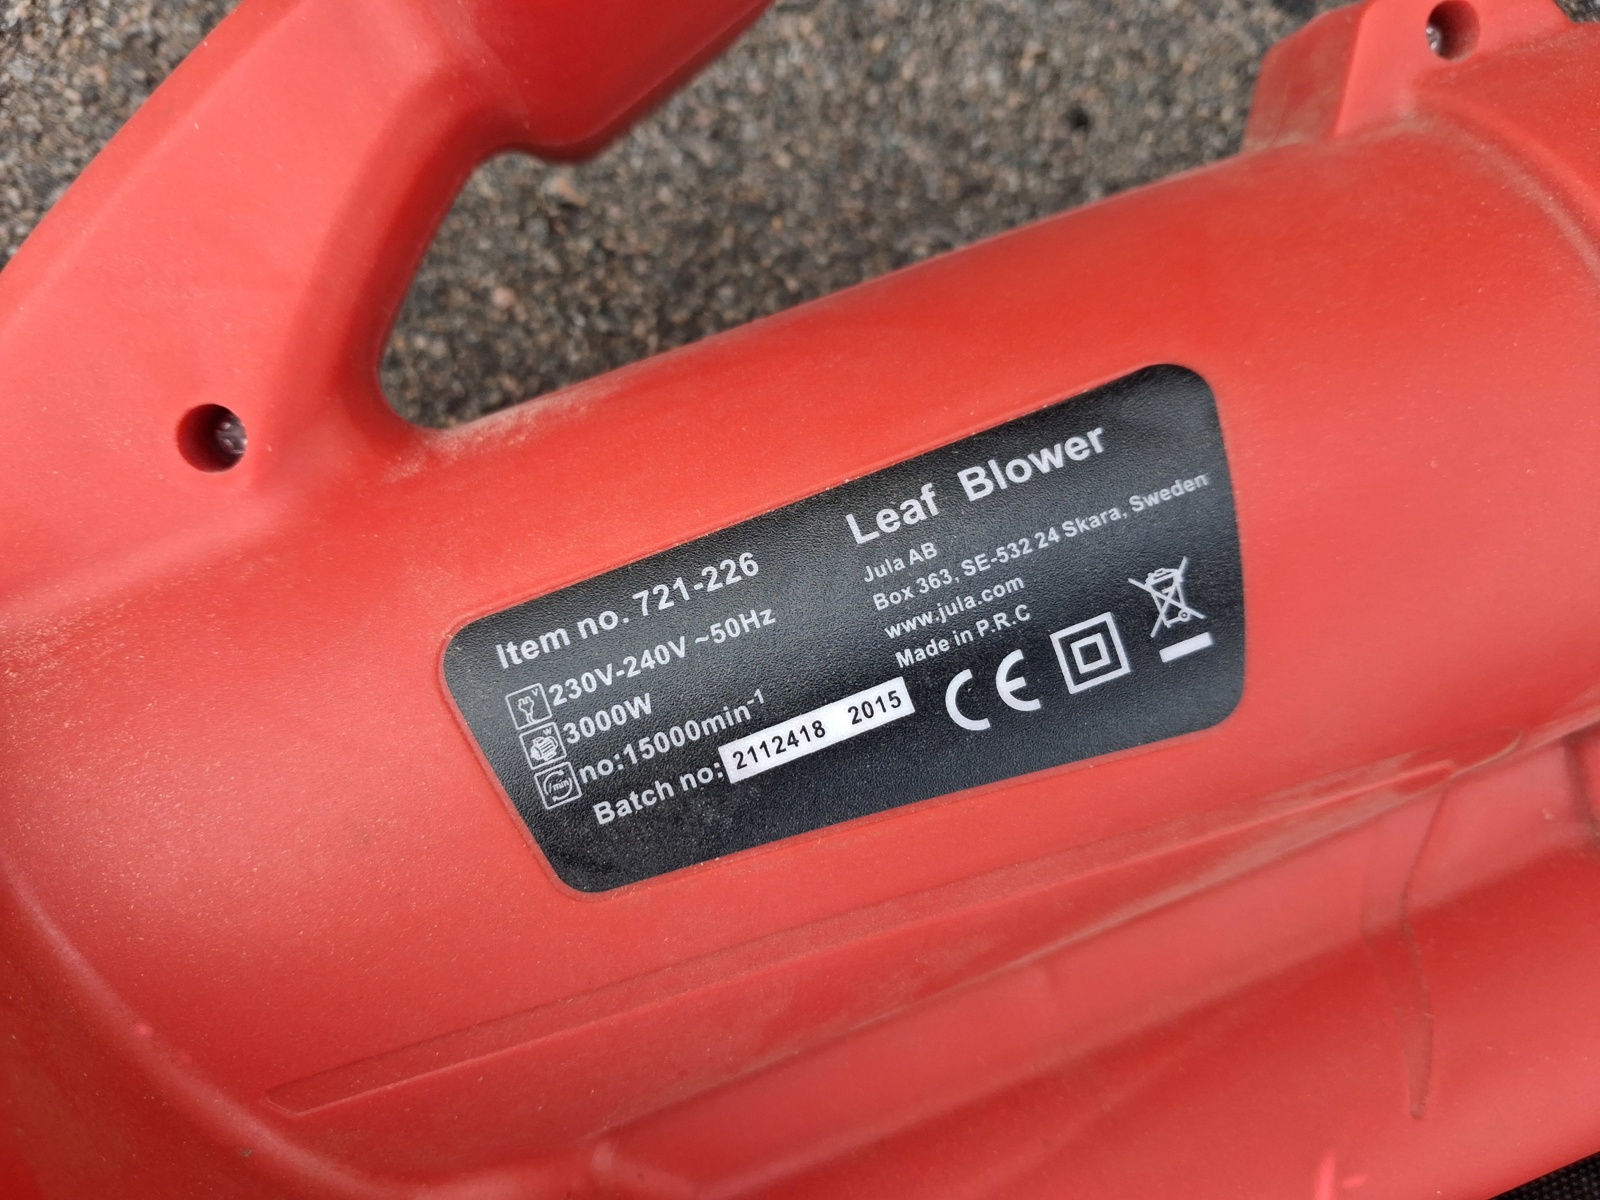 Leaf Blower
Jula AB
Box 363, SE-532 24 Skara, Sweden
www.jula.com
Made in P.R.C
Item no. 721-226
V
230V-240V ~50Hz
W
3000W
min
no:15000min-1
Batch no: 2112418 2015
CE